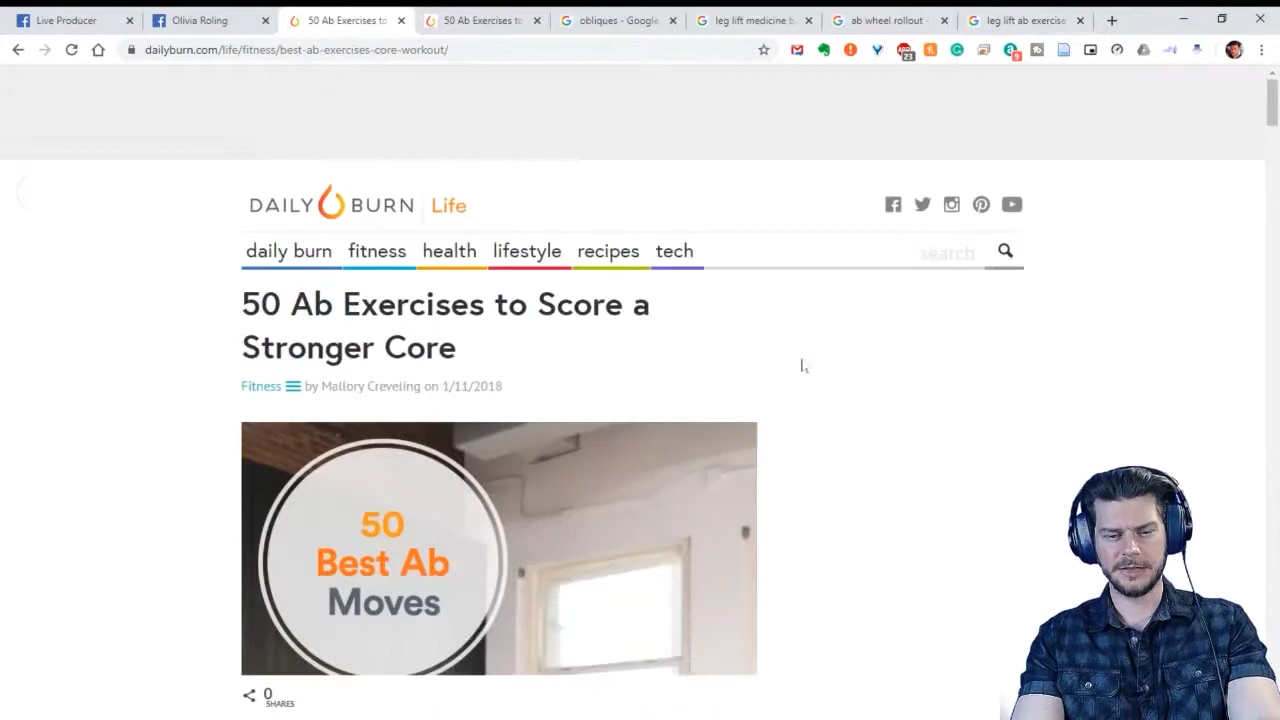 Live Producer
Olivia Roling
50 Ab Exercises to
50 Ab Exercises to
obliques - Google
leg lift medicine b
ab wheel rollout -
leg lift ab exercise
dailyburn.com/life/fitness/best-ab-exercises-core-workout/
23
9
DAILY BURN Life
daily burn fitness health lifestyle recipes tech
search
50 Ab Exercises to Score a
Stronger Core
Fitness by Mallory Creveling on 1/11/2018
50
Best Ab
Moves
0
SHARES